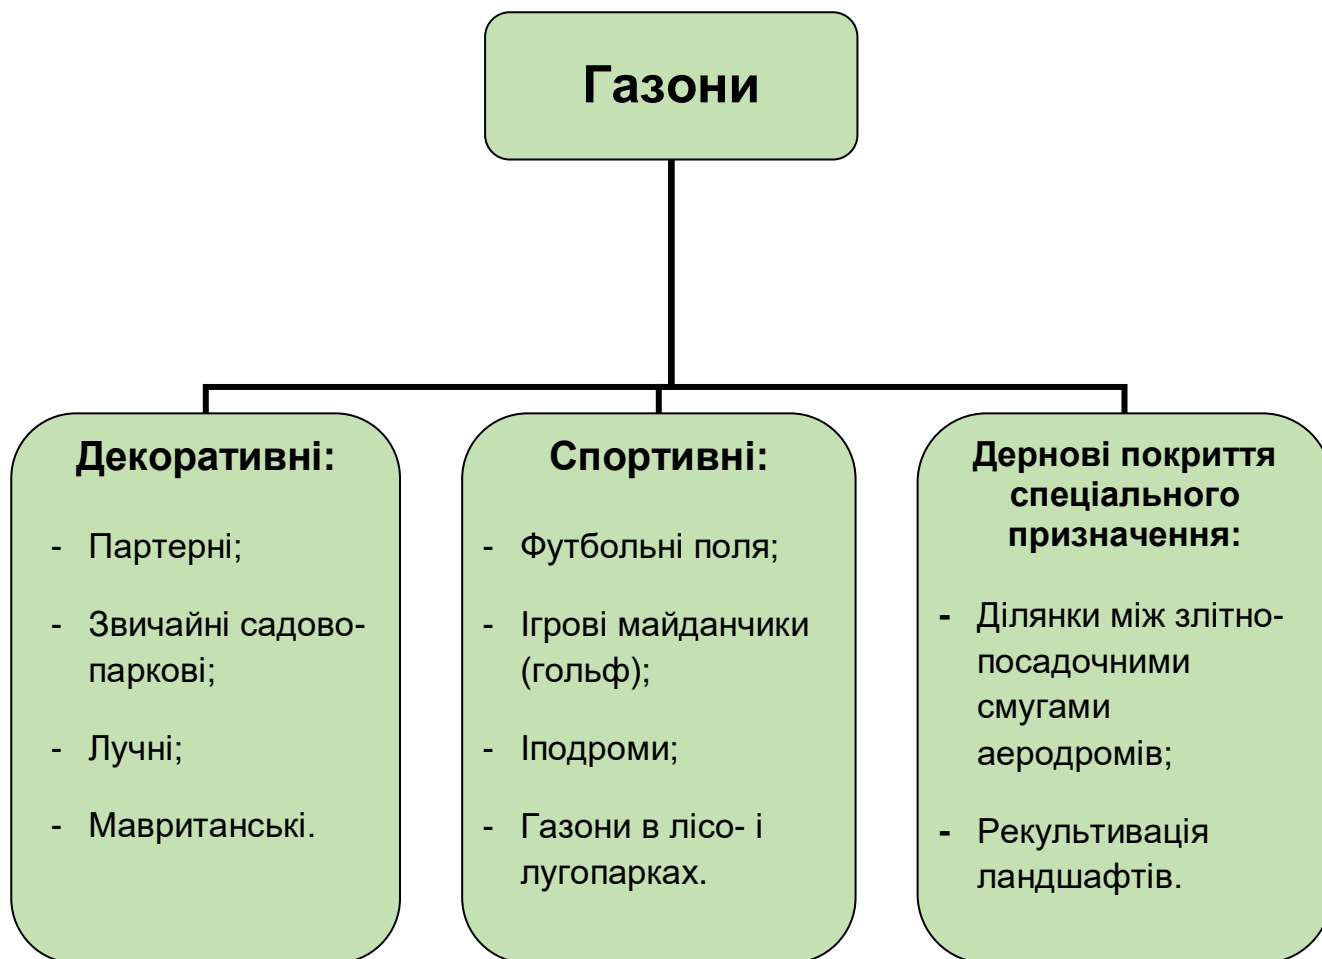 Газони
Декоративні:
- Партерні;
- Звичайні садово-
паркові;
- Лучні;
- Мавританські.
Спортивні:
- Футбольні поля;
- Ігрові майданчики
(гольф);
- Іподроми;
- Газони в лісо- і
лугопарках.
Дернові покриття
спеціального
призначення:
- Ділянки між злітно-
посадочними
смугами
аеродромів;
- Рекультивація
ландшафтів.